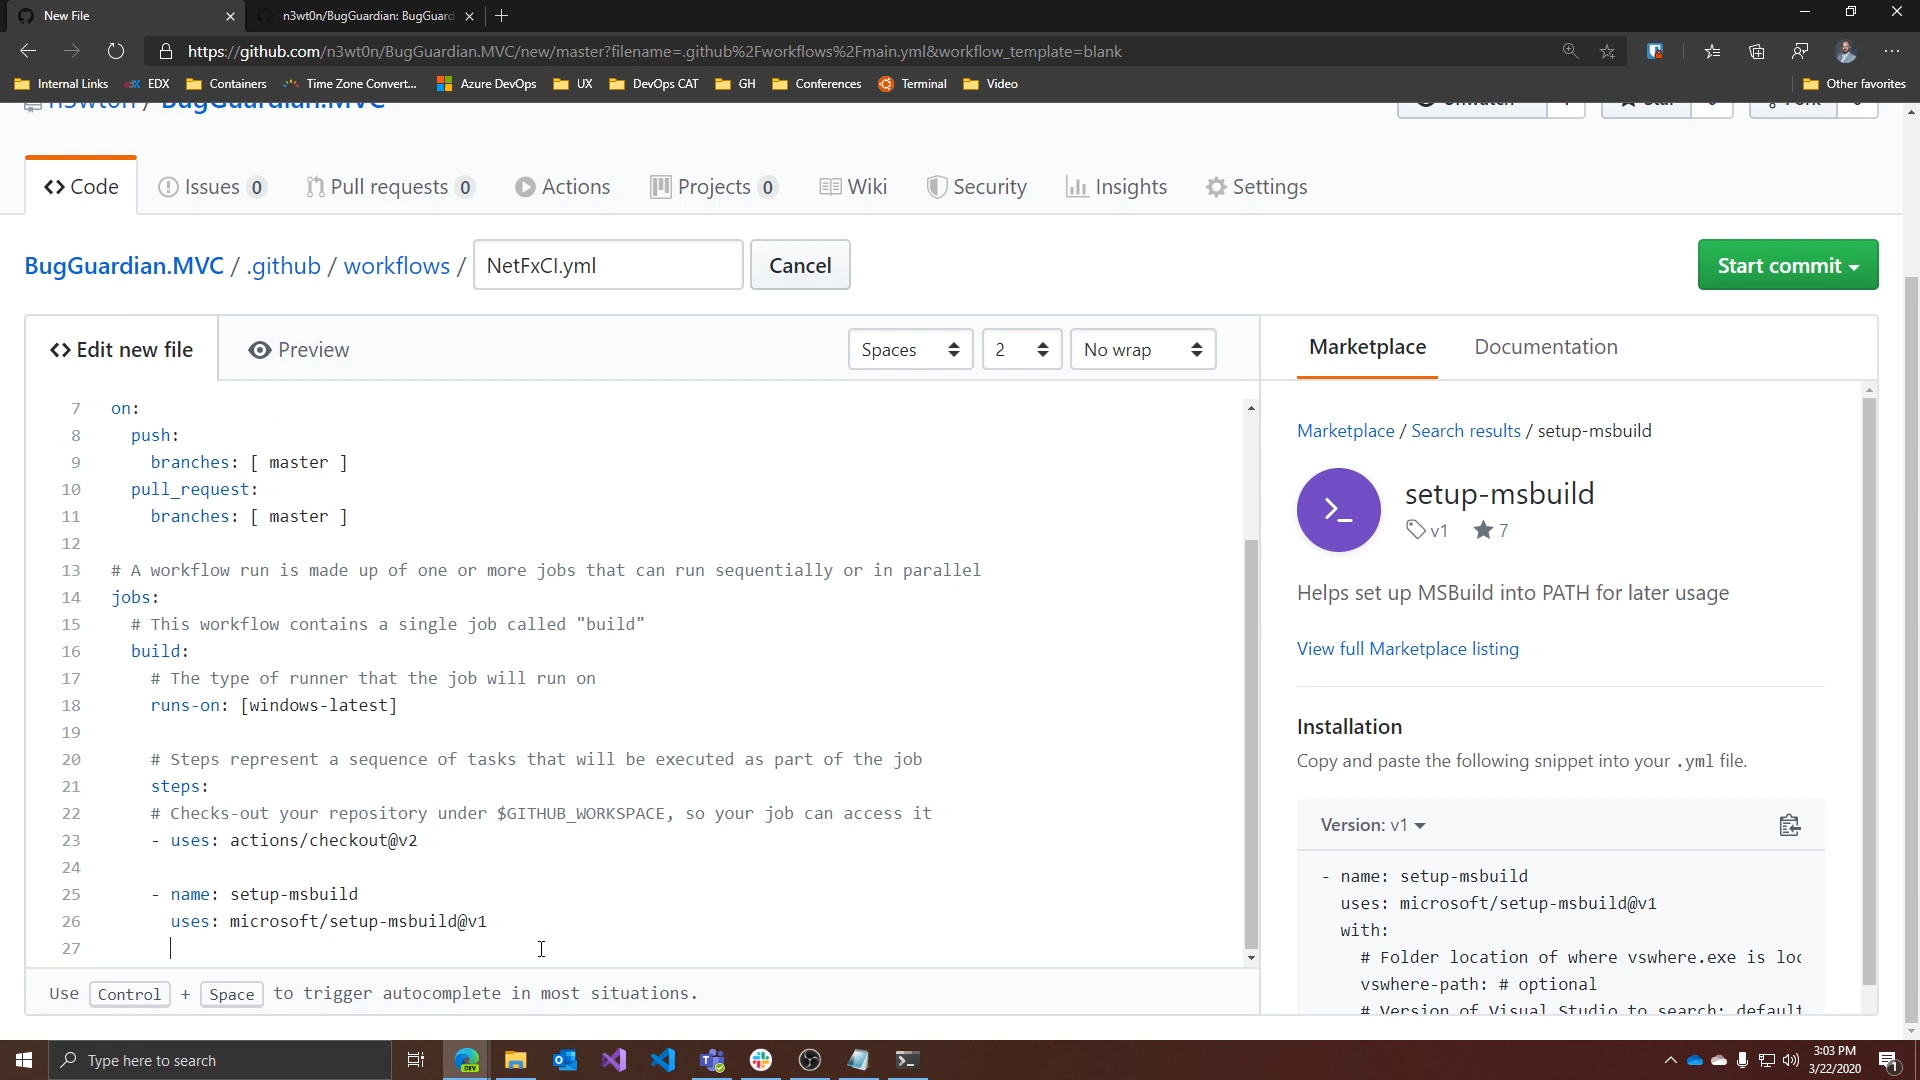 New File
n3wt0n/BugGuardian: BugGuard
https://github.com/n3wt0n/BugGuardian.MVC/new/master?filename=.github%2Fworkflows%2Fmain.yml&workflow_template=blank
Internal Links EDX Containers Time Zone Convert... Azure DevOps UX DevOps CAT GH Conferences Terminal Video Other favorites
n3wt0n / BugGuardian.MVC
Code Issues 0 Pull requests 0 Actions Projects 0 Wiki Security Insights Settings
BugGuardian.MVC / .github / workflows / NetFxCI.yml Cancel Start commit
Edit new file Preview Spaces 2 No wrap
7 on:
8 push:
9 branches: [ master ]
10 pull_request:
11 branches: [ master ]
12
13 # A workflow run is made up of one or more jobs that can run sequentially or in parallel
14 jobs:
15 # This workflow contains a single job called "build"
16 build:
17 # The type of runner that the job will run on
18 runs-on: [windows-latest]
19
20 # Steps represent a sequence of tasks that will be executed as part of the job
21 steps:
22 # Checks-out your repository under $GITHUB_WORKSPACE, so your job can access it
23 - uses: actions/checkout@v2
24
25 - name: setup-msbuild
26 uses: microsoft/setup-msbuild@v1
27
Use Control + Space to trigger autocomplete in most situations.
Marketplace Documentation
Marketplace / Search results / setup-msbuild
setup-msbuild
v1 7
Helps set up MSBuild into PATH for later usage
View full Marketplace listing
Installation
Copy and paste the following snippet into your .yml file.
Version: v1
- name: setup-msbuild
uses: microsoft/setup-msbuild@v1
with:
# Folder location of where vswhere.exe is loc
vswhere-path: # optional
# Version of Visual Studio to search; default
Type here to search
3:03 PM
3/22/2020
1